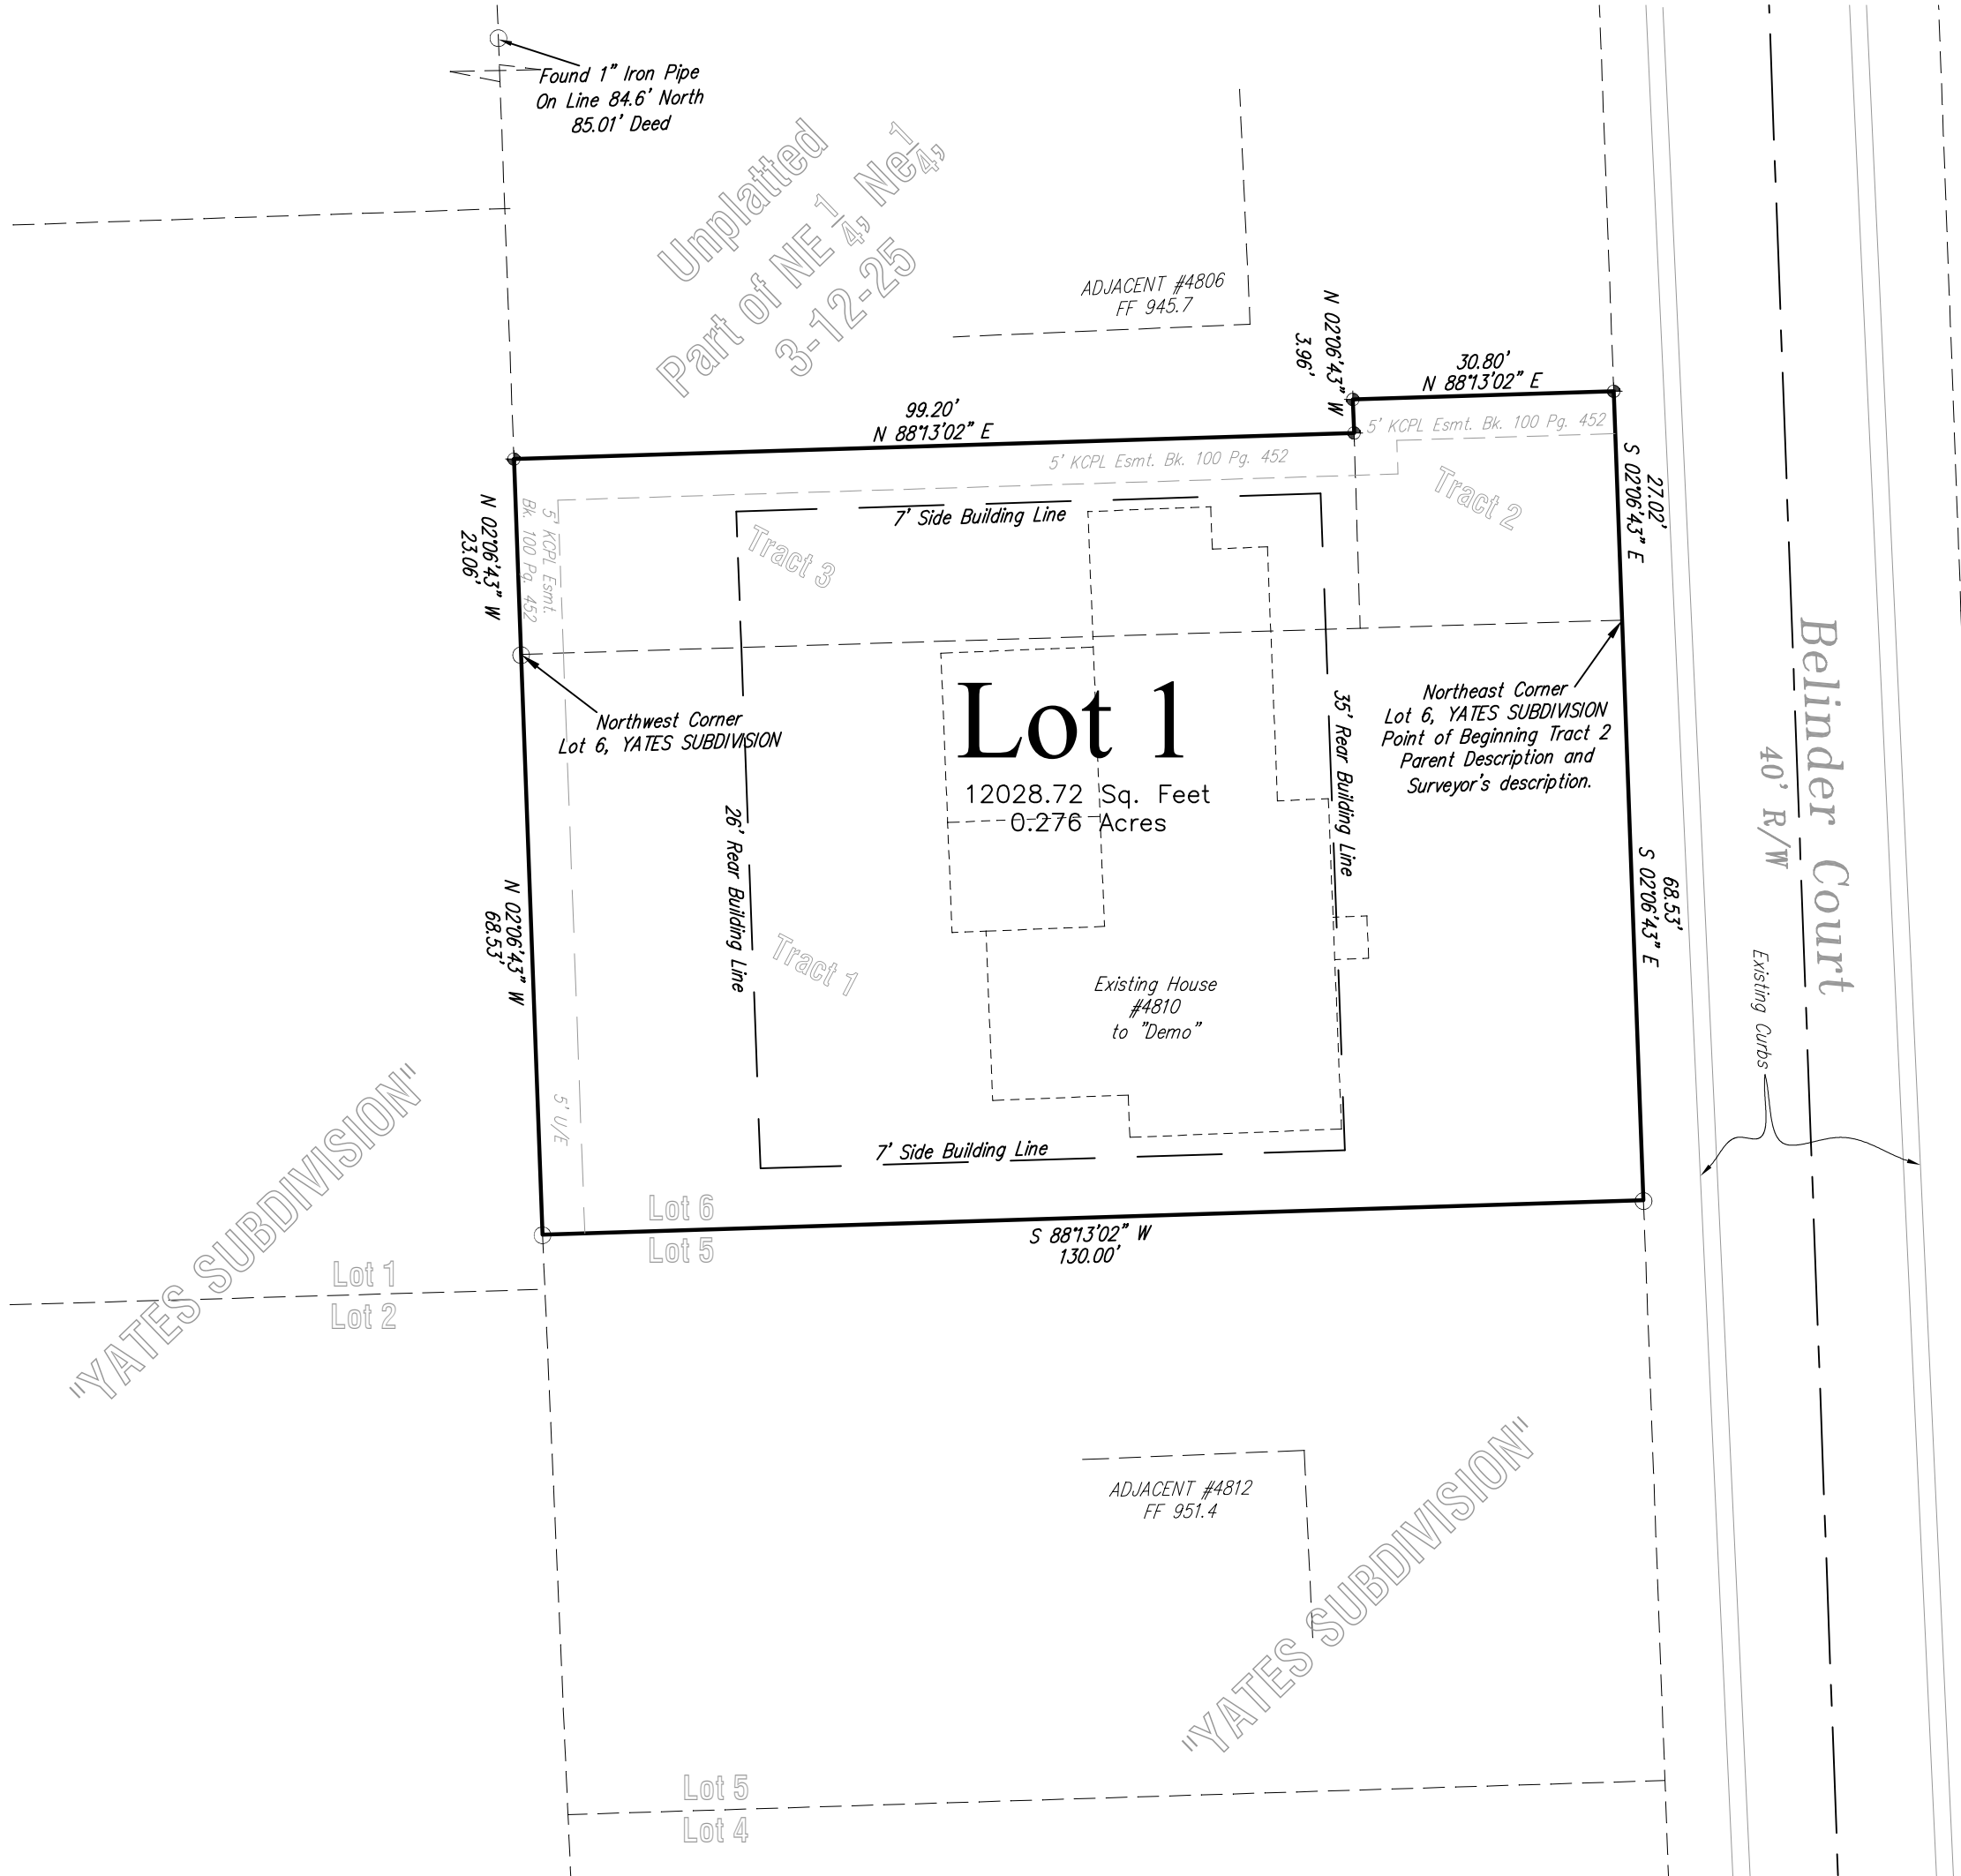 Found 1" Iron Pipe
On Line 84.6' North
85.01' Deed
Unplatted
Part of NE 1/4, Ne1/4,
3-12-25
ADJACENT #4806
FF 945.7
N 02°06'43" W
3.96'
30.80'
N 88°13'02" E
99.20'
N 88°13'02" E
5' KCPL Esmt. Bk. 100 Pg. 452
5' KCPL Esmt. Bk. 100 Pg. 452
27.02'
S 02°06'43" E
N 02°06'43" W
23.06'
5' KCPL Esmt.
Bk. 100 Pg. 452
7' Side Building Line
Tract 3
Tract 2
Northwest Corner
Lot 6, YATES SUBDIVISION
Lot 1
12028.72 Sq. Feet
0.276 Acres
35' Rear Building Line
Northeast Corner
Lot 6, YATES SUBDIVISION
Point of Beginning Tract 2
Parent Description and
Surveyor's description.
Belinder Court
40' R/W
26' Rear Building Line
N 02°06'43" W
68.53'
68.53'
S 02°06'43" E
Tract 1
Existing House
#4810
to "Demo"
Existing Curbs
5' U/E
7' Side Building Line
Lot 6
Lot 5
S 88°13'02" W
130.00'
"YATES SUBDIVISION"
Lot 1
Lot 2
ADJACENT #4812
FF 951.4
"YATES SUBDIVISION"
Lot 5
Lot 4